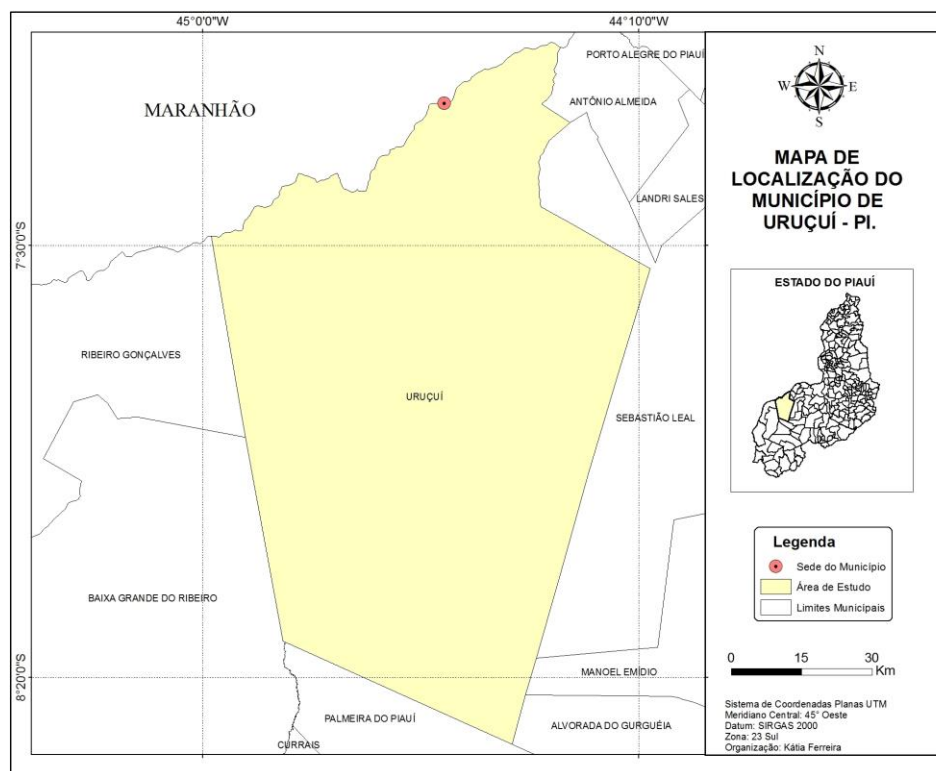 45°0'0"W
44°10'0"W
7°30'0"S
8°20'0"S
MARANHÃO
PORTO ALEGRE DO PIAUÍ
ANTÔNIO ALMEIDA
LANDRI SALES
RIBEIRO GONÇALVES
URUÇUÍ
SEBASTIÃO LEAL
BAIXA GRANDE DO RIBEIRO
MANOEL EMÍDIO
PALMEIRA DO PIAUÍ
ALVORADA DO GURGUÉIA
CURRAIS
N
W
E
S
MAPA DE
LOCALIZAÇÃO DO
MUNICÍPIO DE
URUÇUÍ - PI.
ESTADO DO PIAUÍ
Legenda
Sede do Município
Área de Estudo
Limites Municipais
0 15 30
Km
Sistema de Coordenadas Planas UTM
Meridiano Central: 45° Oeste
Datum: SIRGAS 2000
Zona: 23 Sul
Organização: Kátia Ferreira